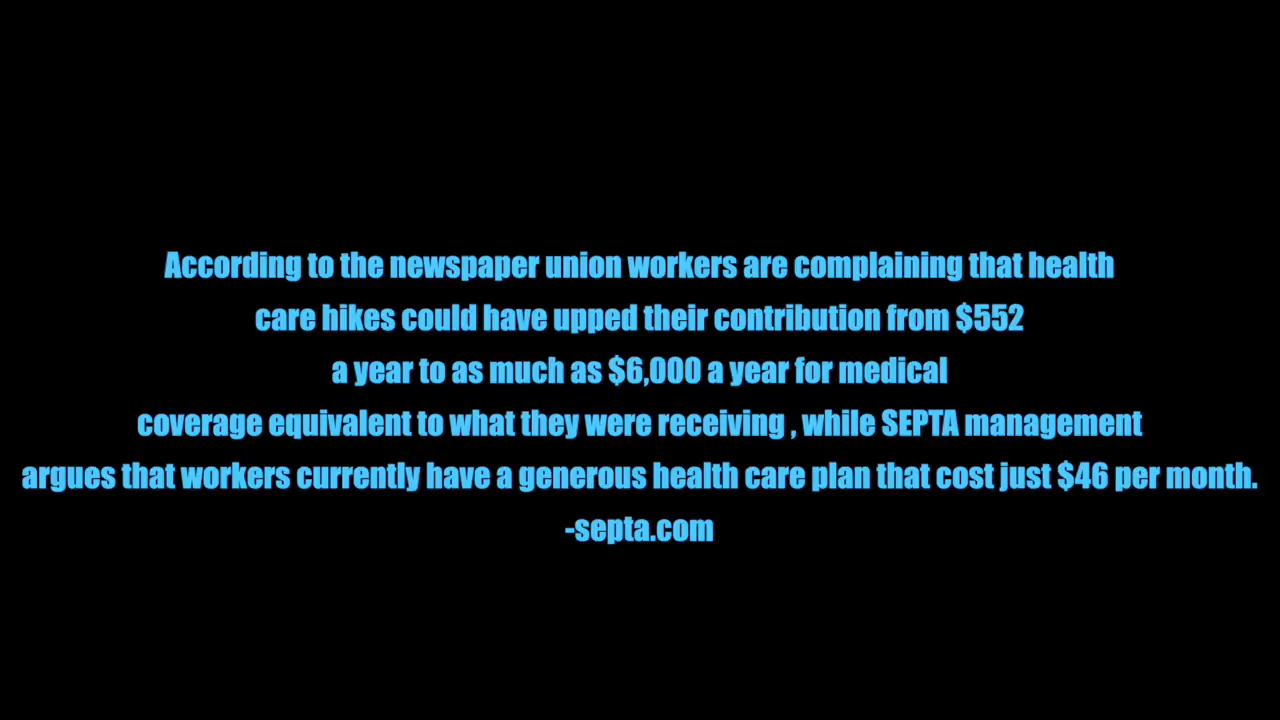 According to the newspaper union workers are complaining that health
care hikes could have upped their contribution from $552
a year to as much as $6,000 a year for medical
coverage equivalent to what they were receiving , while SEPTA management
argues that workers currently have a generous health care plan that cost just $46 per month.
-septa.com